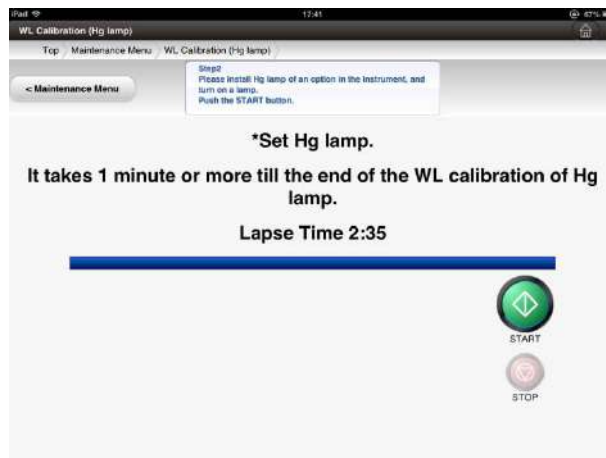 iPad 17:41 67%
WL Calibration (Hg lamp)
Top Maintenance Menu WL Calibration (Hg lamp)
< Maintenance Menu
Step2
Please install Hg lamp of an option in the instrument, and
turn on a lamp.
Push the START button.
*Set Hg lamp.
It takes 1 minute or more till the end of the WL calibration of Hg
lamp.
Lapse Time 2:35
START
STOP